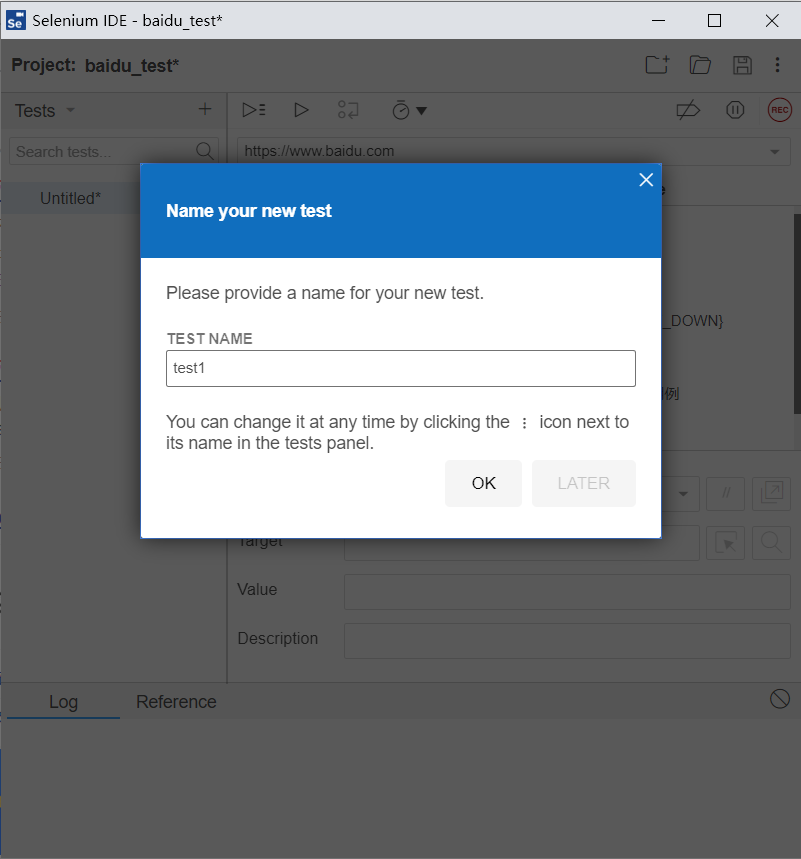 Selenium IDE - baidu_test*
Project: baidu_test*
Tests
REC
Search tests...
https://www.baidu.com
Untitled*
Name your new test
Please provide a name for your new test.
_DOWN}
TEST NAME
test1
You can change it at any time by clicking the ⋮ icon next to
its name in the tests panel.
OK
LATER
//
Target
Value
Description
Log
Reference